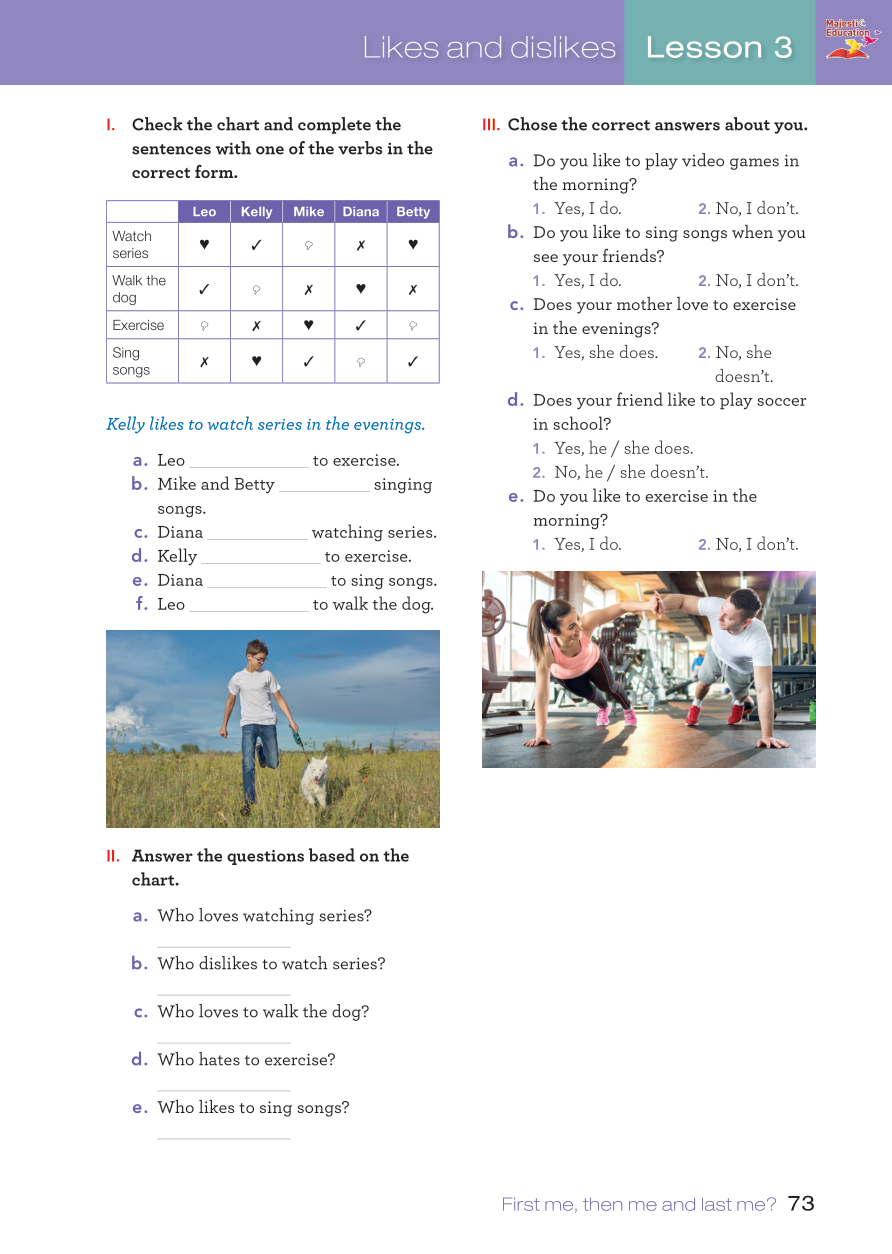 Likes and dislikes Lesson 3
Majestic Education
I. Check the chart and complete the
sentences with one of the verbs in the
correct form.
Leo Kelly Mike Diana Betty
Watch
series ♥ ✓ ✗ ♥
Walk the
dog ✓ ✗ ♥ ✗
Exercise ✗ ♥ ✓
Sing
songs ✗ ♥ ✓ ✓
Kelly likes to watch series in the evenings.
a. Leo ____________ to exercise.
b. Mike and Betty _________ singing
songs.
c. Diana __________ watching series.
d. Kelly ____________ to exercise.
e. Diana ____________ to sing songs.
f. Leo ____________ to walk the dog.
II. Answer the questions based on the
chart.
a. Who loves watching series?
b. Who dislikes to watch series?
c. Who loves to walk the dog?
d. Who hates to exercise?
e. Who likes to sing songs?
III. Chose the correct answers about you.
a. Do you like to play video games in
the morning?
1. Yes, I do. 2. No, I don’t.
b. Do you like to sing songs when you
see your friends?
1. Yes, I do. 2. No, I don’t.
c. Does your mother love to exercise
in the evenings?
1. Yes, she does. 2. No, she
doesn’t.
d. Does your friend like to play soccer
in school?
1. Yes, he / she does.
2. No, he / she doesn’t.
e. Do you like to exercise in the
morning?
1. Yes, I do. 2. No, I don’t.
First me, then me and last me? 73